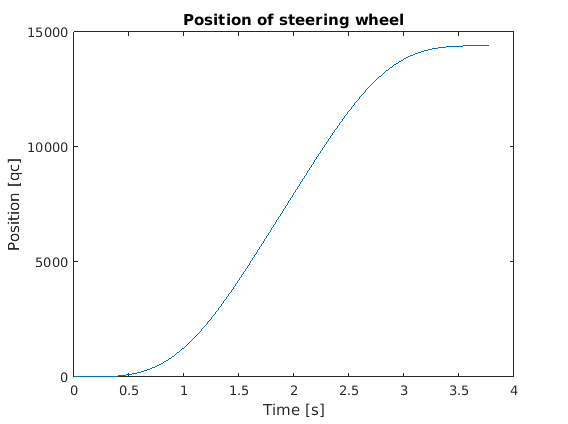 Position of steering wheel
15000
10000
5000
0
Position [qc]
0 0.5 1 1.5 2 2.5 3 3.5 4
Time [s]